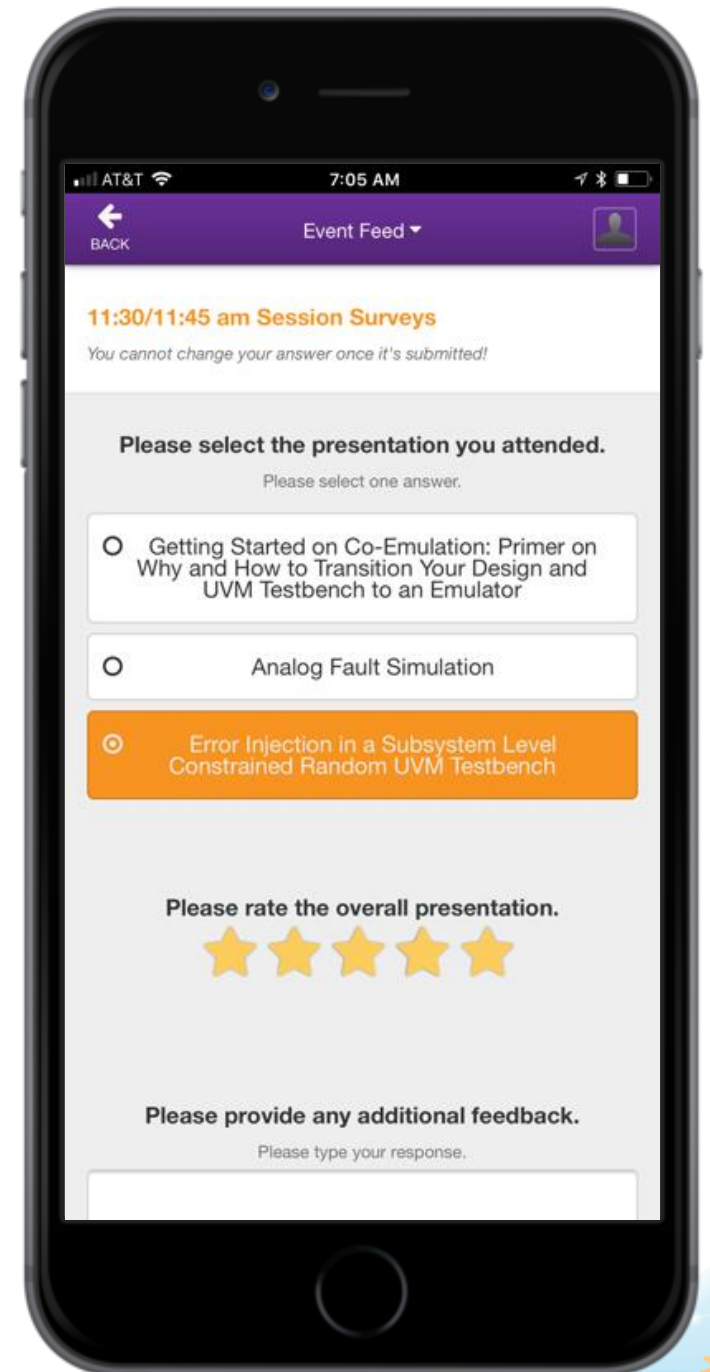 AT&T 7:05 AM
BACK Event Feed
11:30/11:45 am Session Surveys
You cannot change your answer once it's submitted!
Please select the presentation you attended.
Please select one answer.
Getting Started on Co-Emulation: Primer on
Why and How to Transition Your Design and
UVM Testbench to an Emulator
Analog Fault Simulation
Error Injection in a Subsystem Level
Constrained Random UVM Testbench
Please rate the overall presentation.
Please provide any additional feedback.
Please type your response.